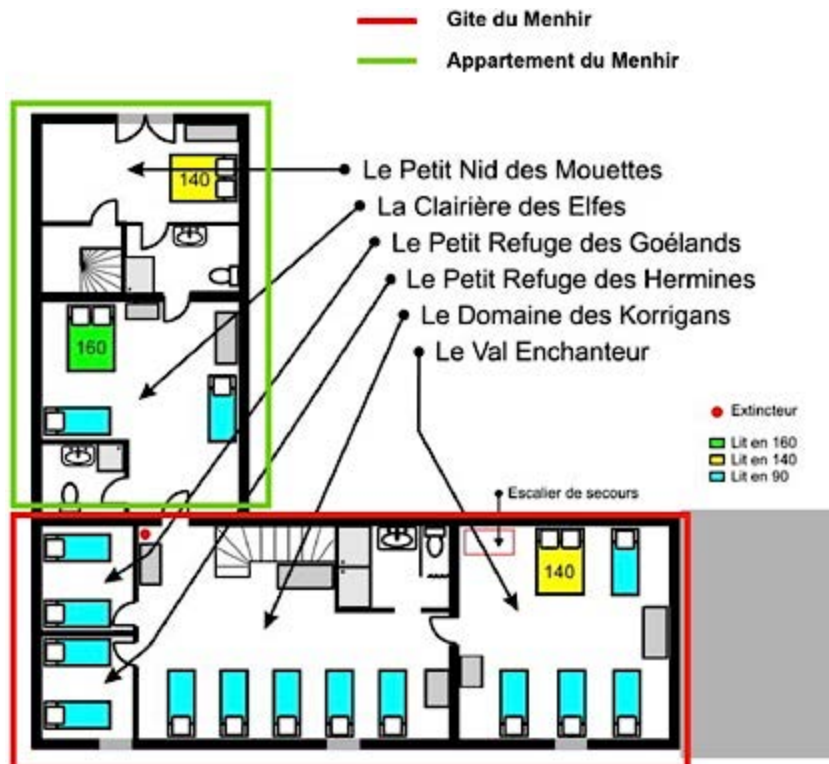 Gite du Menhir
Appartement du Menhir
140
Le Petit Nid des Mouettes
La Clairière des Elfes
Le Petit Refuge des Goélands
Le Petit Refuge des Hermines
160
Le Domaine des Korrigans
Le Val Enchanteur
Extincteur
Lit en 160
Lit en 140
Lit en 90
Escalier de secours
140